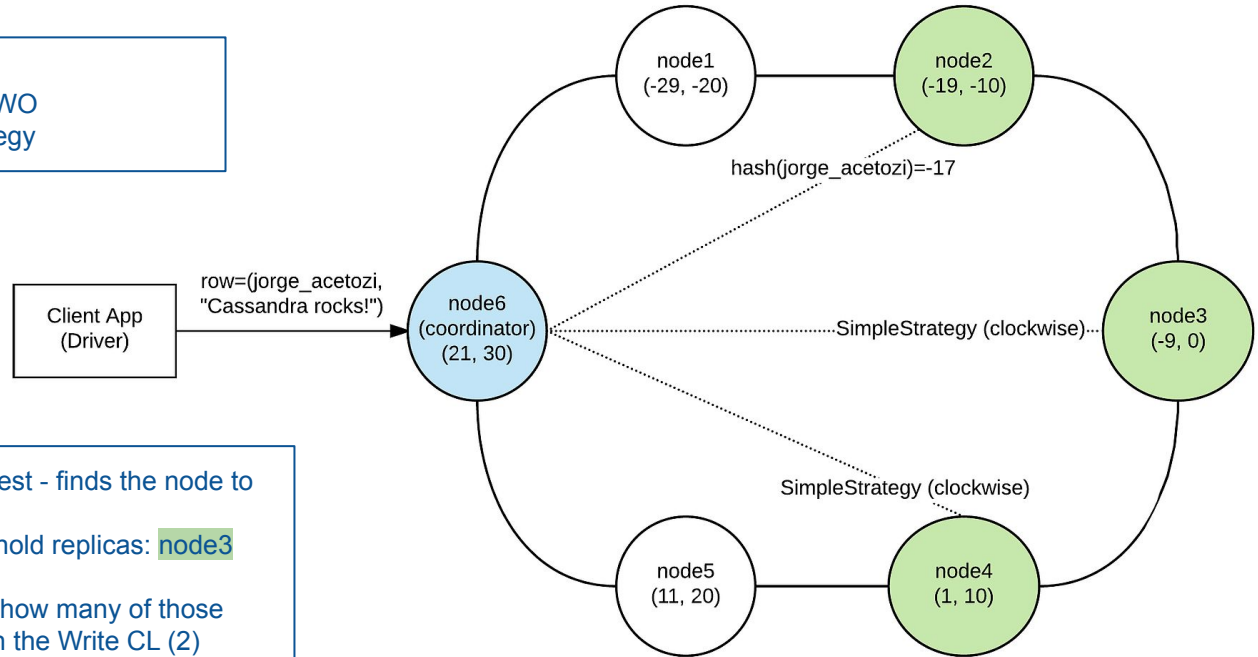 WO
egy
node1
(-29, -20)
node2
(-19, -10)
hash(jorge_acetozi)=-17
row=(jorge_acetozi,
"Cassandra rocks!")
Client App
(Driver)
node6
(coordinator)
(21, 30)
SimpleStrategy (clockwise)
node3
(-9, 0)
SimpleStrategy (clockwise)
est - finds the node to
hold replicas: node3
how many of those
the Write CL (2)
node5
(11, 20)
node4
(1, 10)